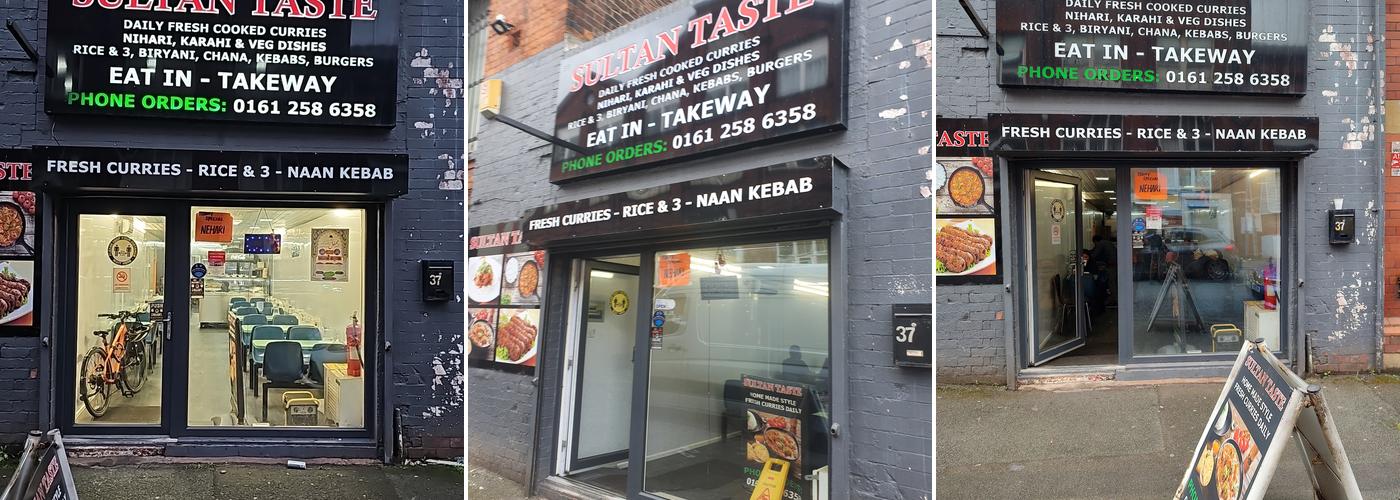 SULTAN TASTE
DAILY FRESH COOKED CURRIES
NIHARI, KARAHI & VEG DISHES
RICE & 3, BIRYANI, CHANA, KEBABS, BURGERS
EAT IN - TAKEWAY
PHONE ORDERS: 0161 258 6358
FRESH CURRIES - RICE & 3 - NAAN KEBAB
NEHARI
37
SULTAN TASTE
DAILY FRESH COOKED CURRIES
NIHARI, KARAHI & VEG DISHES
RICE & 3, BIRYANI, CHANA, KEBABS, BURGERS
EAT IN - TAKEWAY
PHONE ORDERS: 0161 258 6358
FRESH CURRIES - RICE & 3 - NAAN KEBAB
SULTAN
NEHARI
37
SULTAN TASTE
HOME MADE STYLE
FRESH CURRIES DAILY
DAILY FRESH COOKED CURRIES
NIHARI, KARAHI & VEG DISHES
RICE & 3, BIRYANI, CHANA, KEBABS, BURGERS
EAT IN - TAKEWAY
PHONE ORDERS: 0161 258 6358
FRESH CURRIES - RICE & 3 - NAAN KEBAB
TASTE
NEHARI
37
SULTAN TASTE
HOME MADE STYLE
FRESH CURRIES DAILY